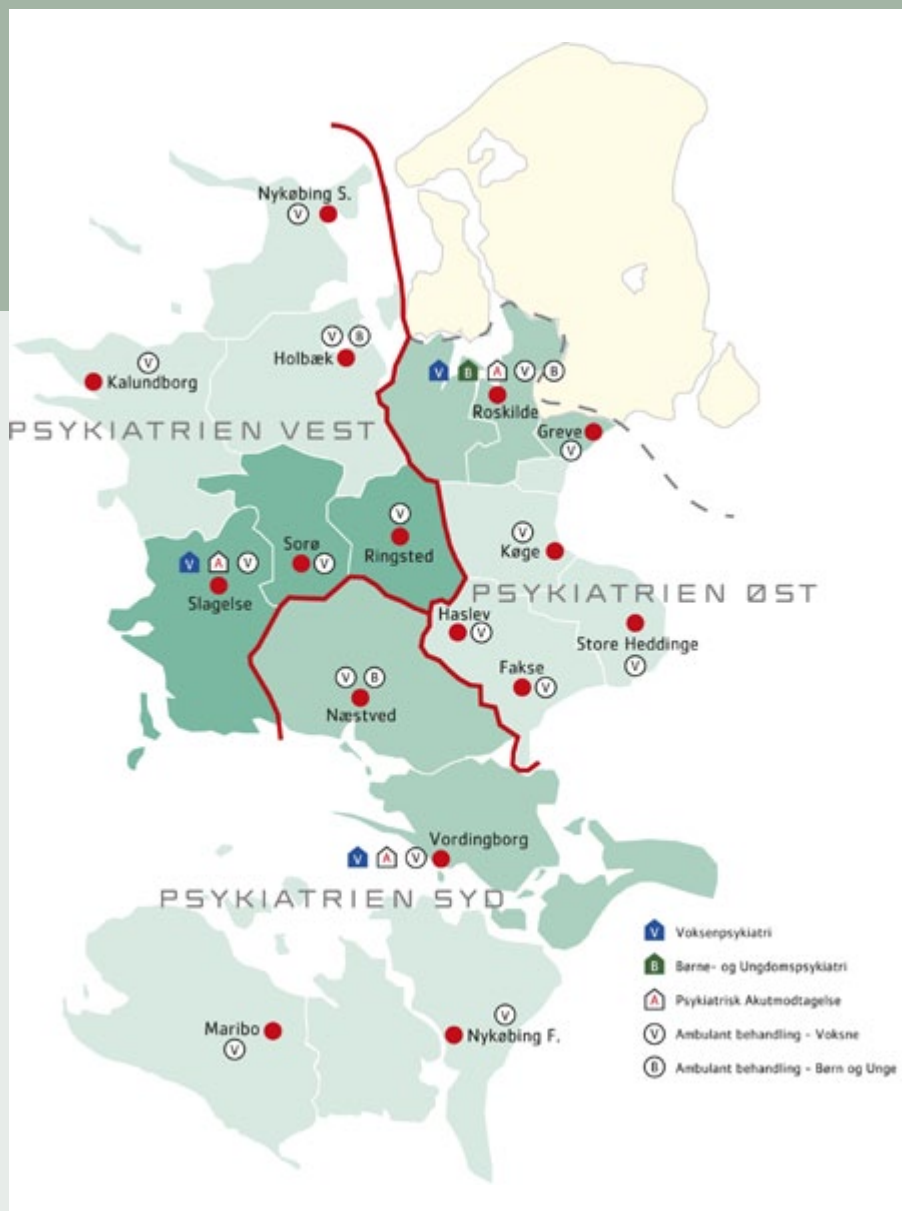 Nykøbing S.
V
V B
Holbæk
V
Kalundborg
V B A V B
Roskilde
Greve
V
PSYKIATRIEN VEST
V
Ringsted
V A V
Slagelse
Sorø
V
V
Køge
PSYKIATRIEN ØST
Haslev
V
Store Heddinge
V
Fakse
V
V B
Næstved
Vordingborg
V A V
PSYKIATRIEN SYD
Maribo
V
V
Nykøbing F.
V Voksenpsykiatri
B Børne- og Ungdomspsykiatri
A Psykiatrisk Akutmodtagelse
V Ambulant behandling - Voksne
B Ambulant behandling - Børn og Unge